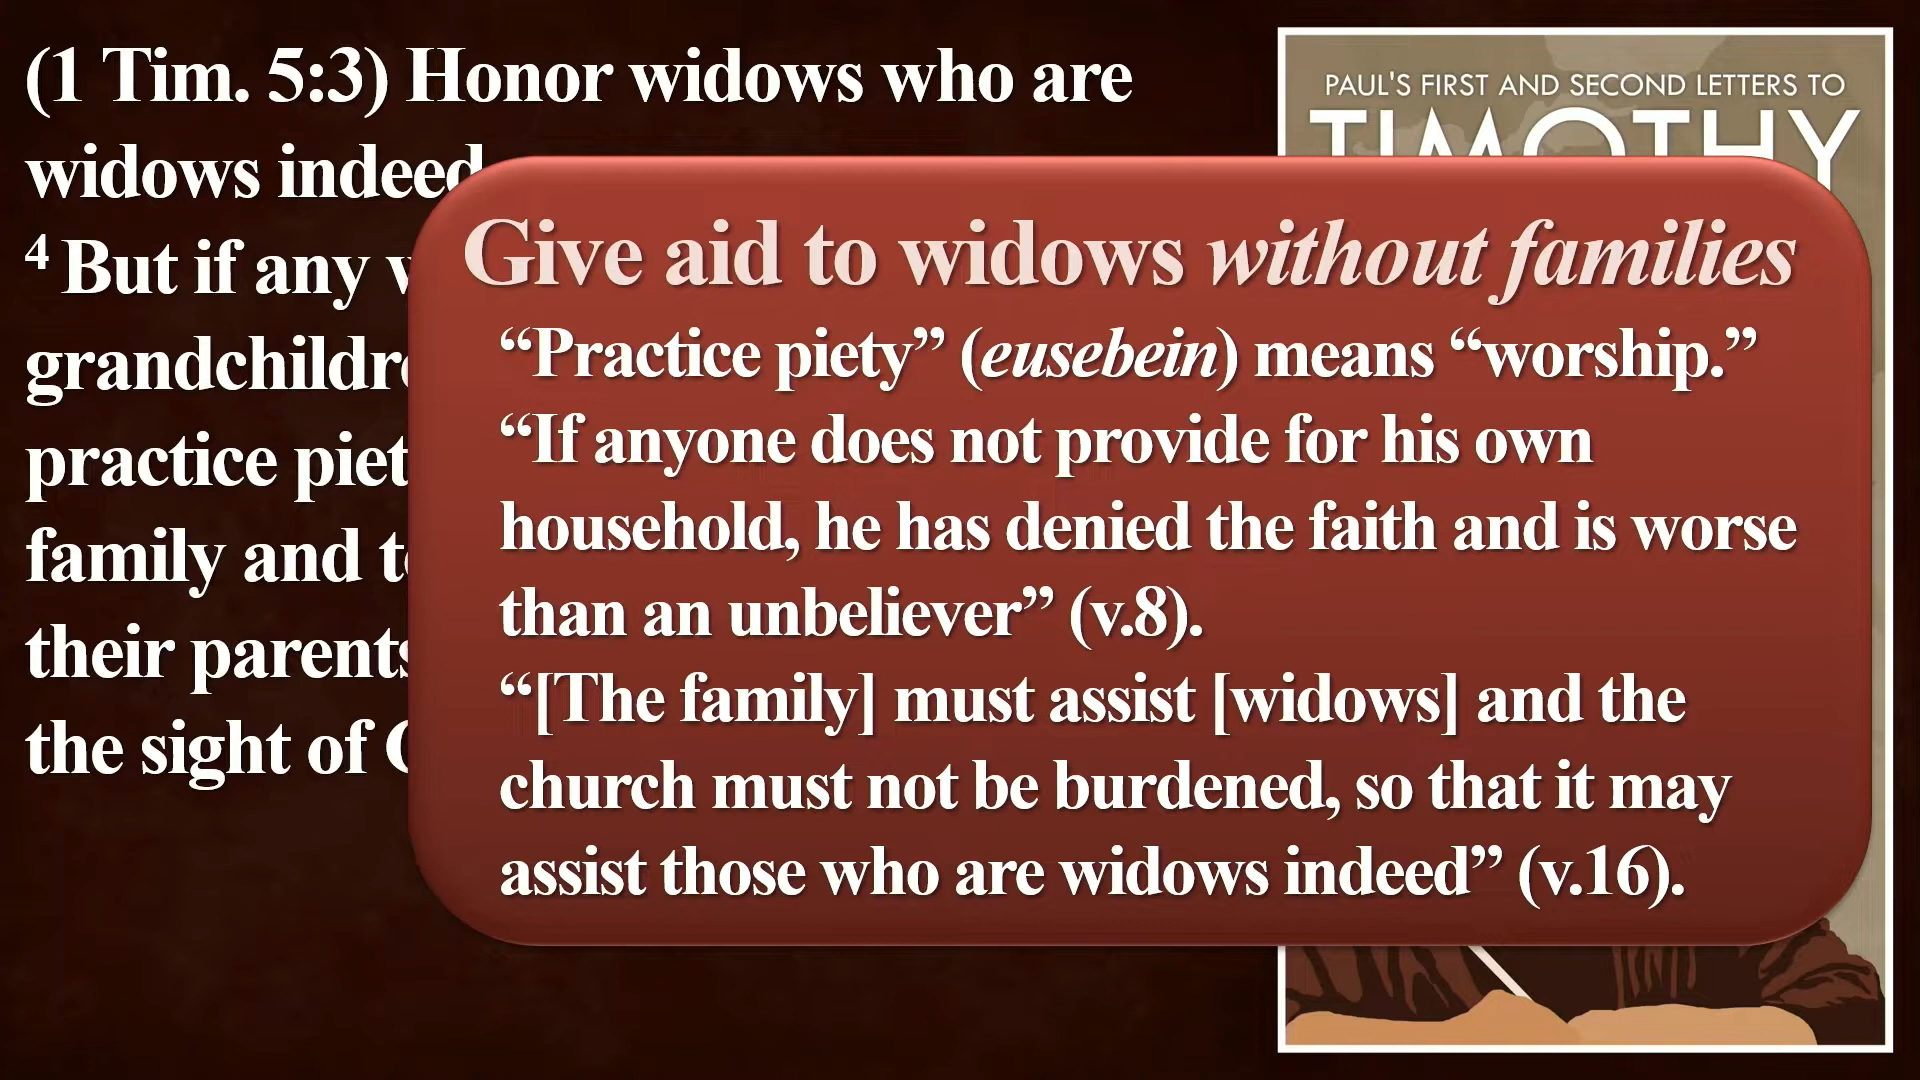 (1 Tim. 5:3) Honor widows who are
widows indeed
4 But if any
grandchildr
practice piet
family and t
their parents
the sight of
PAUL'S FIRST AND SECOND LETTERS TO
TIMOTHY
Give aid to widows without families
“Practice piety” (eusebein) means “worship.”
“If anyone does not provide for his own
household, he has denied the faith and is worse
than an unbeliever” (v.8).
“[The family] must assist [widows] and the
church must not be burdened, so that it may
assist those who are widows indeed” (v.16).